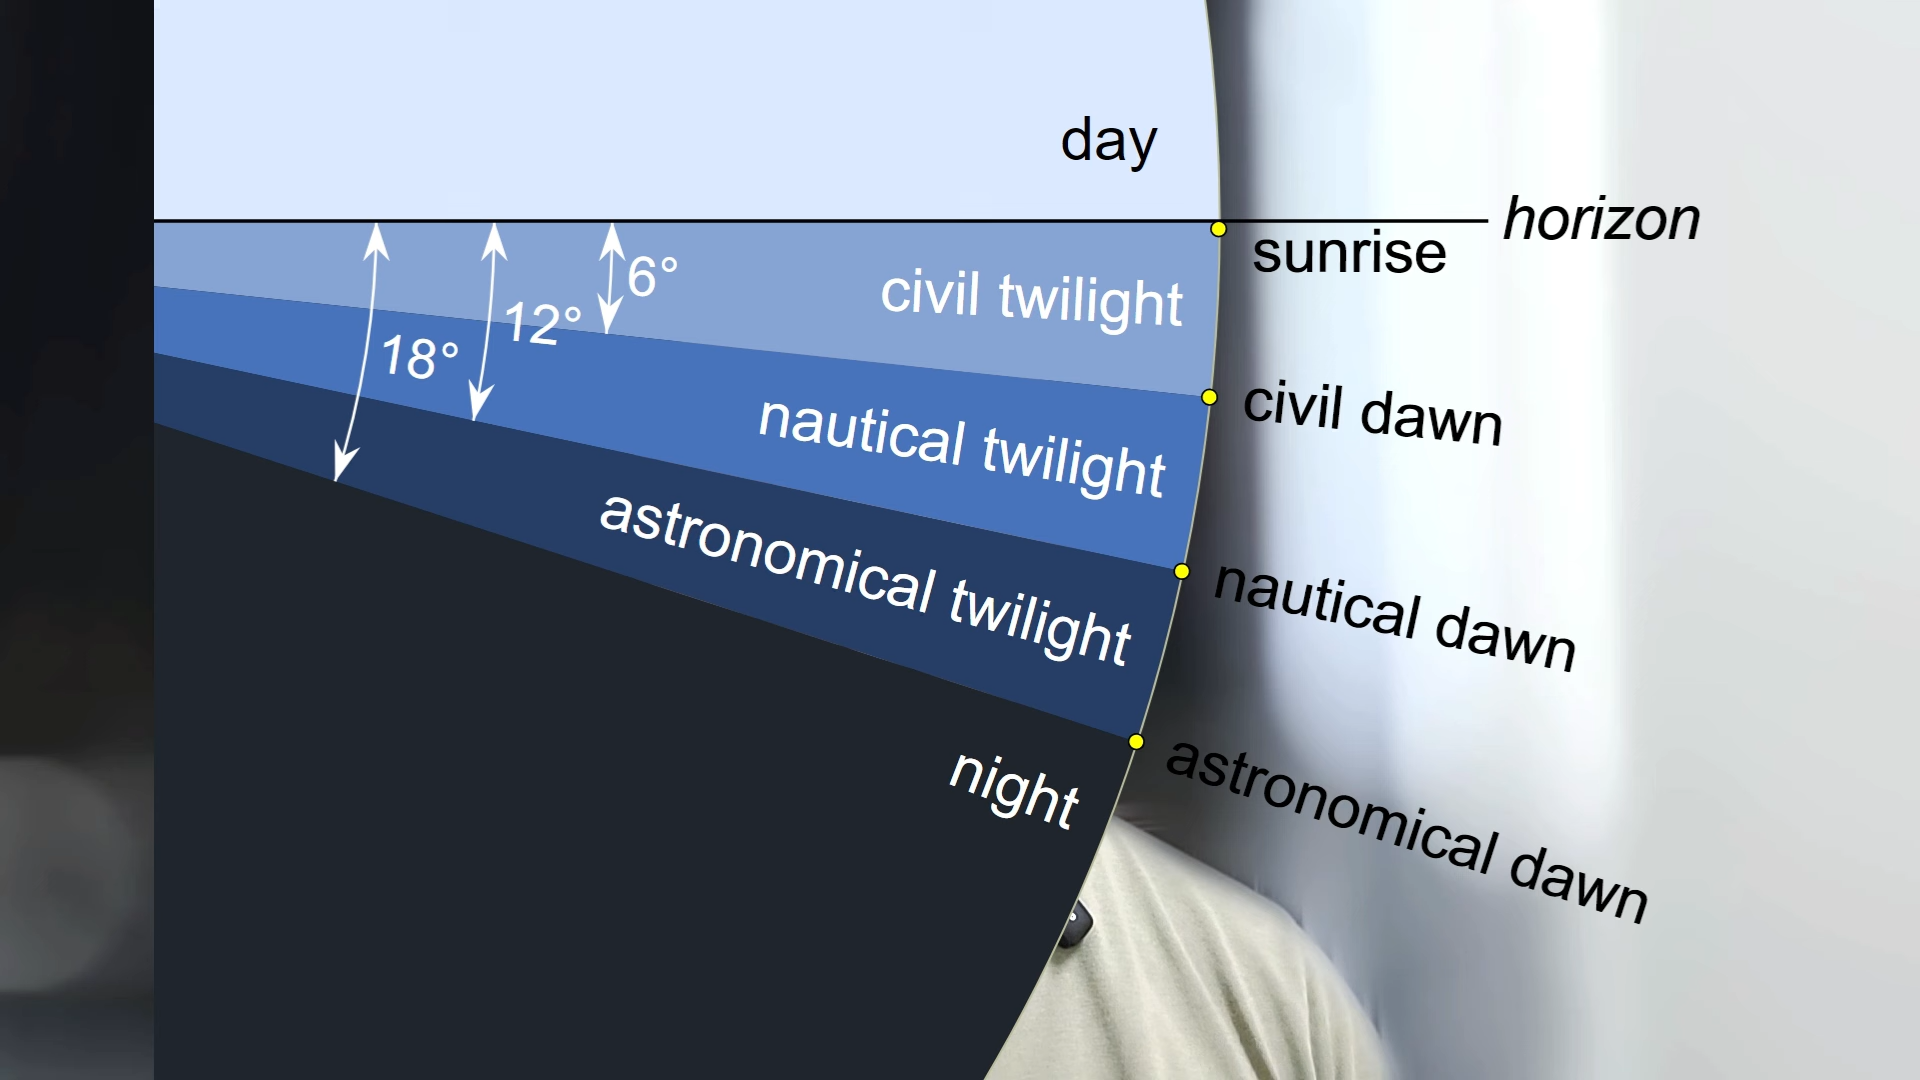 day
horizon
sunrise
6°
civil twilight
12°
18°
civil dawn
nautical twilight
nautical dawn
astronomical twilight
astronomical dawn
night